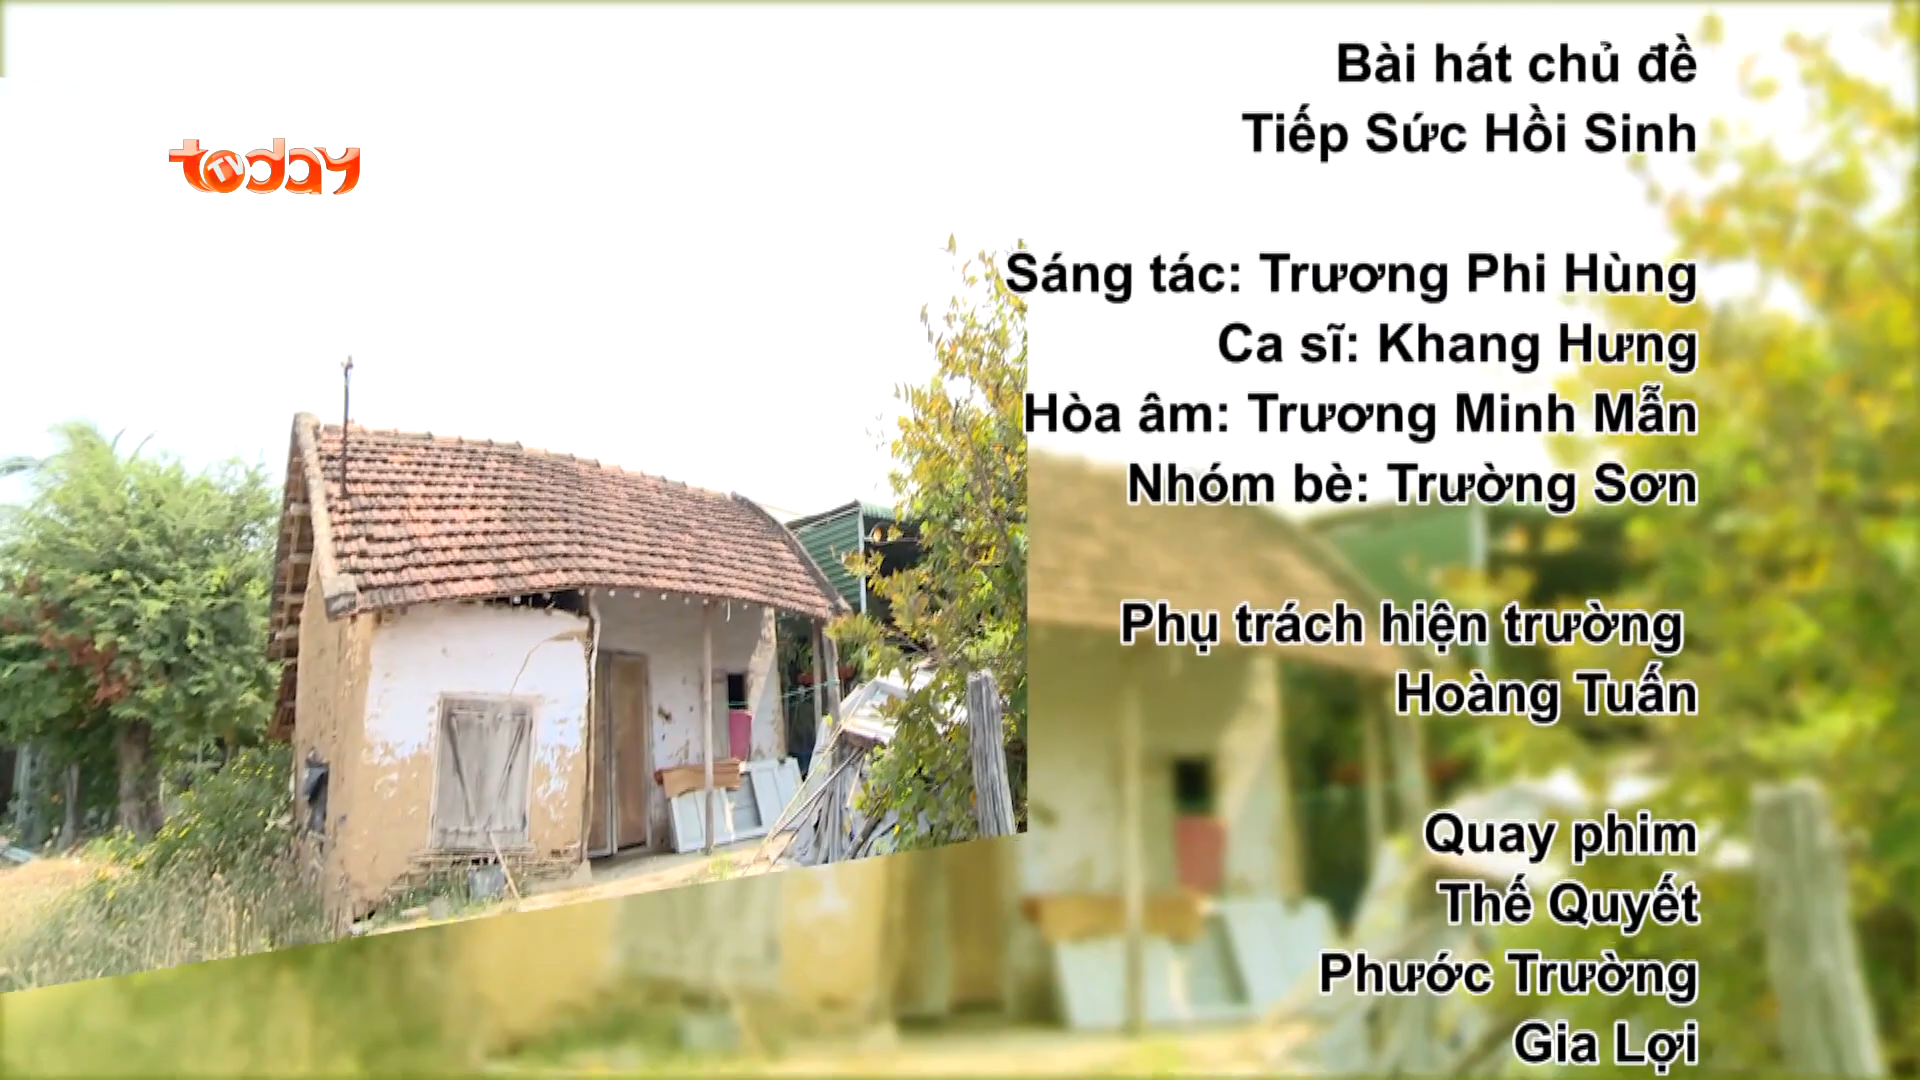 today
TV
Bài hát chủ đề
Tiếp Sức Hồi Sinh
Sáng tác: Trương Phi Hùng
Ca sĩ: Khang Hưng
Hòa âm: Trương Minh Mẫn
Nhóm bè: Trường Sơn
Phụ trách hiện trường
Hoàng Tuấn
Quay phim
Thế Quyết
Phước Trường
Gia Lợi